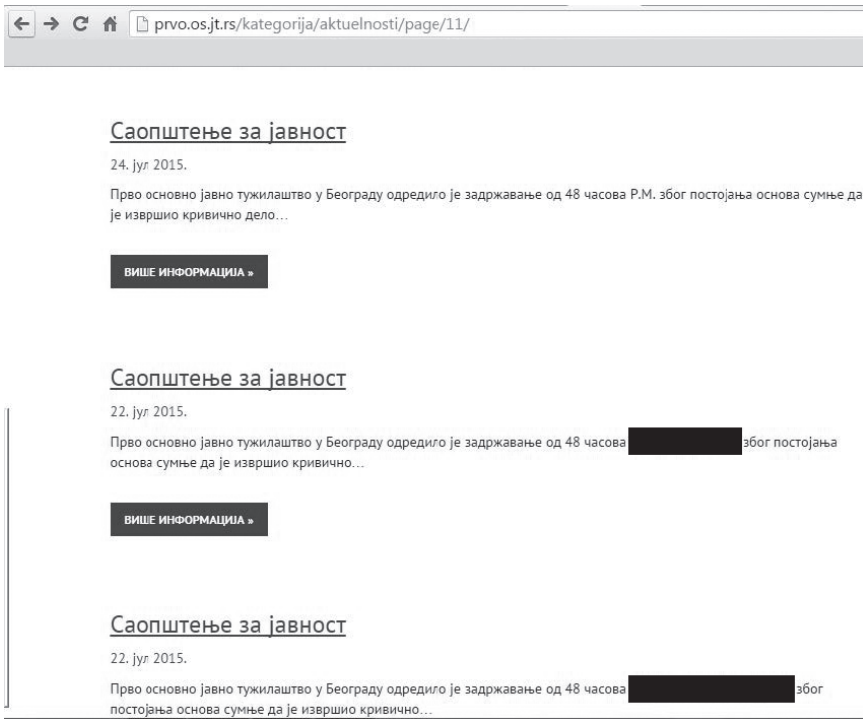 prvo.os.jt.rs/kategorija/aktuelnosti/page/11/
Саопштење за јавност
24. јул 2015.
Прво основно јавно тужилаштво у Београду одредило је задржавање од 48 часова Р.М. због постојања основа сумње да
је извршио кривично дело...
ВИШЕ ИНФОРМАЦИЈА »
Саопштење за јавност
22. јул 2015.
Прво основно јавно тужилаштво у Београду одредило је задржавање од 48 часова због постојања
основа сумње да је извршио кривично...
ВИШЕ ИНФОРМАЦИЈА »
Саопштење за јавност
22. јул 2015.
Прво основно јавно тужилаштво у Београду одредило је задржавање од 48 часова због
постојања основа сумње да је извршио кривично...